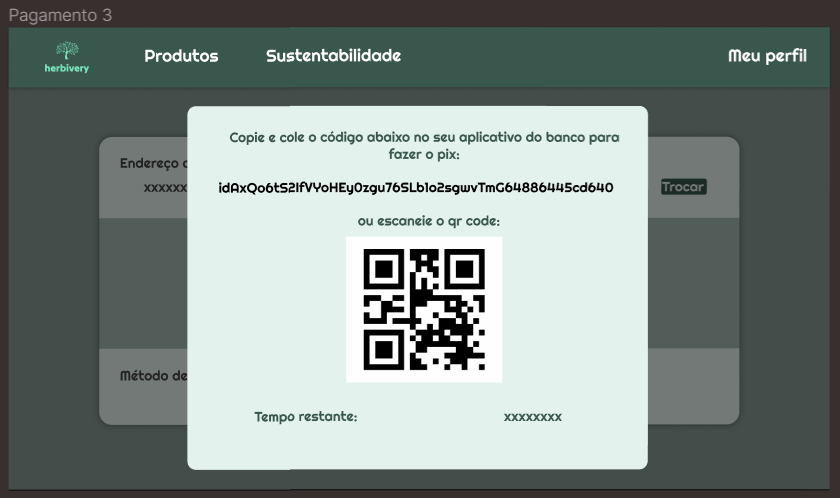 Pagamento 3
herbivery
Produtos
Sustentabilidade
Meu perfil
Copie e cole o código abaixo no seu aplicativo do banco para
fazer o pix:
Endereço
xxxxxx
idAxQo6tS2lfVYoHEy0zgu76SLblo2sgwvTmG64886445cd640
Trocar
ou escaneie o qr code:
Método de
Tempo restante:
xxxxxxxx